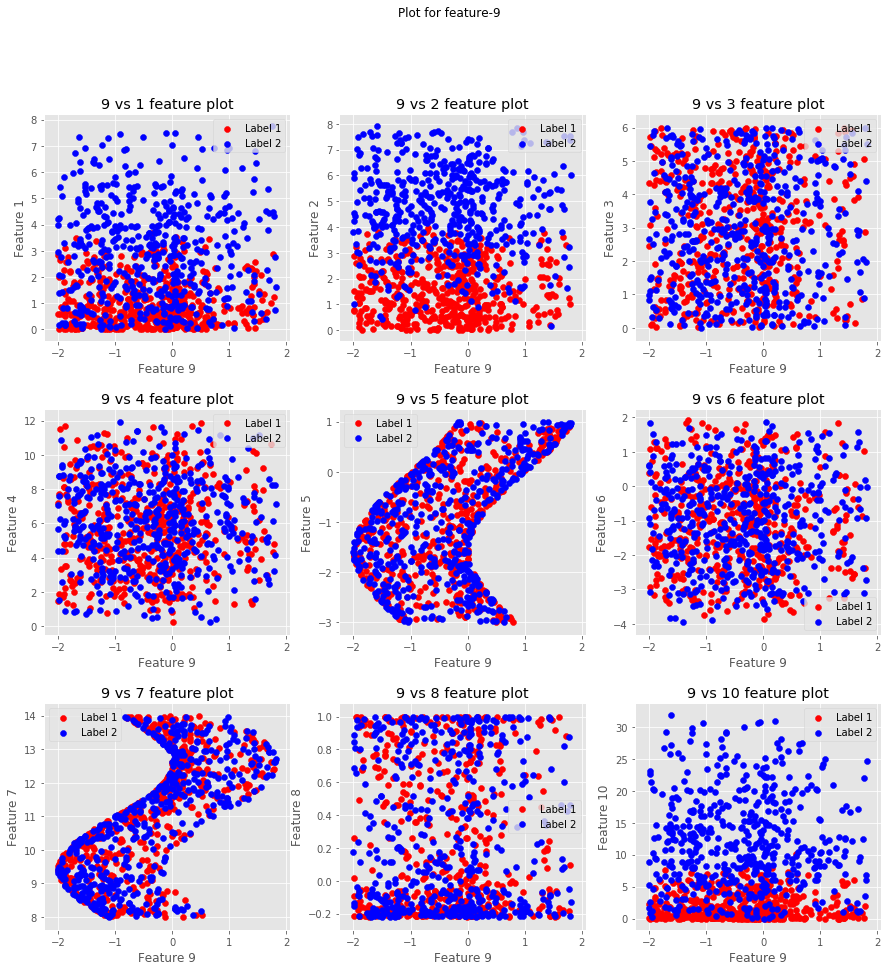 Plot for feature-9
9 vs 1 feature plot
8
7
6
5
4
3
2
1
0
Feature 1
Label 1
Label 2
−2 −1 0 1 2
Feature 9
9 vs 2 feature plot
8
7
6
5
4
3
2
1
0
Feature 2
Label 1
Label 2
−2 −1 0 1 2
Feature 9
9 vs 3 feature plot
6
5
4
3
2
1
0
Feature 3
Label 1
Label 2
−2 −1 0 1 2
Feature 9
9 vs 4 feature plot
12
10
8
6
4
2
0
Feature 4
Label 1
Label 2
−2 −1 0 1 2
Feature 9
9 vs 5 feature plot
1
0
−1
−2
−3
Feature 5
Label 1
Label 2
−2 −1 0 1 2
Feature 9
9 vs 6 feature plot
2
1
0
−1
−2
−3
−4
Feature 6
Label 1
Label 2
−2 −1 0 1 2
Feature 9
9 vs 7 feature plot
14
13
12
11
10
9
8
Feature 7
Label 1
Label 2
−2 −1 0 1 2
Feature 9
9 vs 8 feature plot
1.0
0.8
0.6
0.4
0.2
0.0
−0.2
Feature 8
Label 1
Label 2
−2 −1 0 1 2
Feature 9
9 vs 10 feature plot
30
25
20
15
10
5
0
Feature 10
Label 1
Label 2
−2 −1 0 1 2
Feature 9